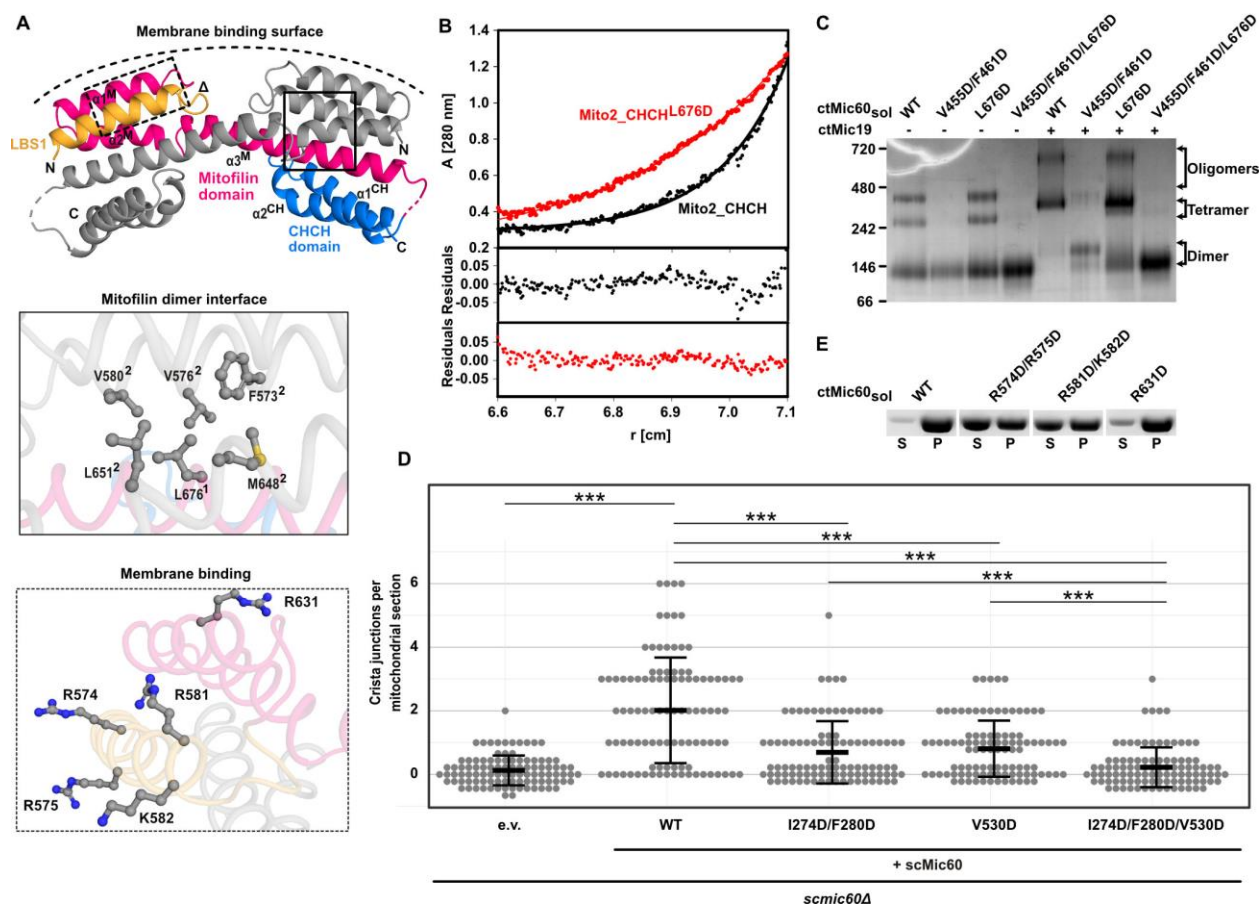 A
Membrane binding surface
α1M
Δ
LBS1
α2M
N
N
α3M
Mitofilin
domain
α1CH
C
α2CH
CHCH
domain
C
Mitofilin dimer interface
V5802
V5762
F5732
L6512
L6761
M6482
Membrane binding
R631
R574
R581
R575
K582
B
A [280 nm]
1.4
1.2
1.0
0.8
0.6
0.4
Mito2_CHCHL676D
Mito2_CHCH
Residuals
0.2
0.05
0.00
-0.05
Residuals
0.05
0.00
-0.05
6.6
6.7
6.8
6.9
7.0
7.1
r [cm]
C
ctMic60sol
WT
V455D/F461D
L676D
V455D/F461D/L676D
WT
V455D/F461D
L676D
V455D/F461D/L676D
ctMic19
-
-
-
-
+
+
+
+
720
480
242
146
66
Oligomers
Tetramer
Dimer
E
ctMic60sol
WT
R574D/R575D
R581D/K582D
R631D
S
P
S
P
S
P
S
P
D
Crista junctions per
mitochondrial section
6
4
2
0
***
***
***
***
***
***
e.v.
WT
I274D/F280D
V530D
I274D/F280D/V530D
+ scMic60
scmic60Δ